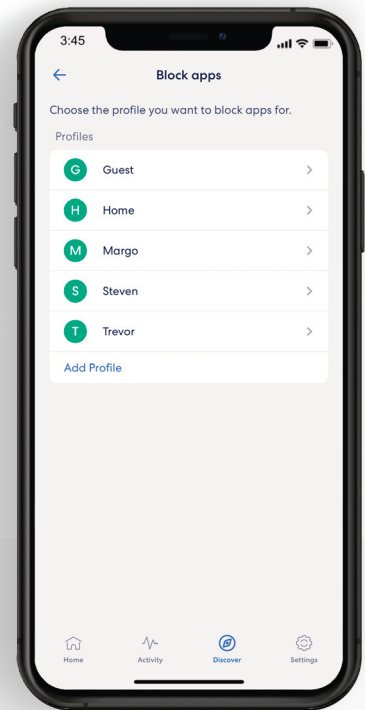 3:45
Block apps
Choose the profile you want to block apps for.
Profiles
G Guest
H Home
M Margo
S Steven
T Trevor
Add Profile
Home Activity Discover Settings